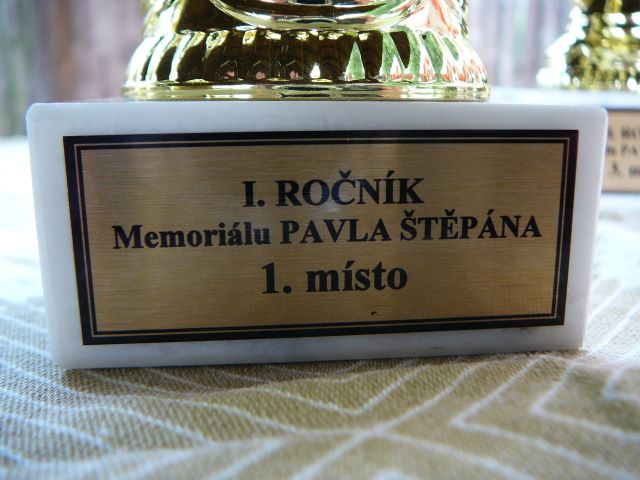 I. ROČNÍK
Memoriálu PAVLA ŠTĚPÁNA
1. místo